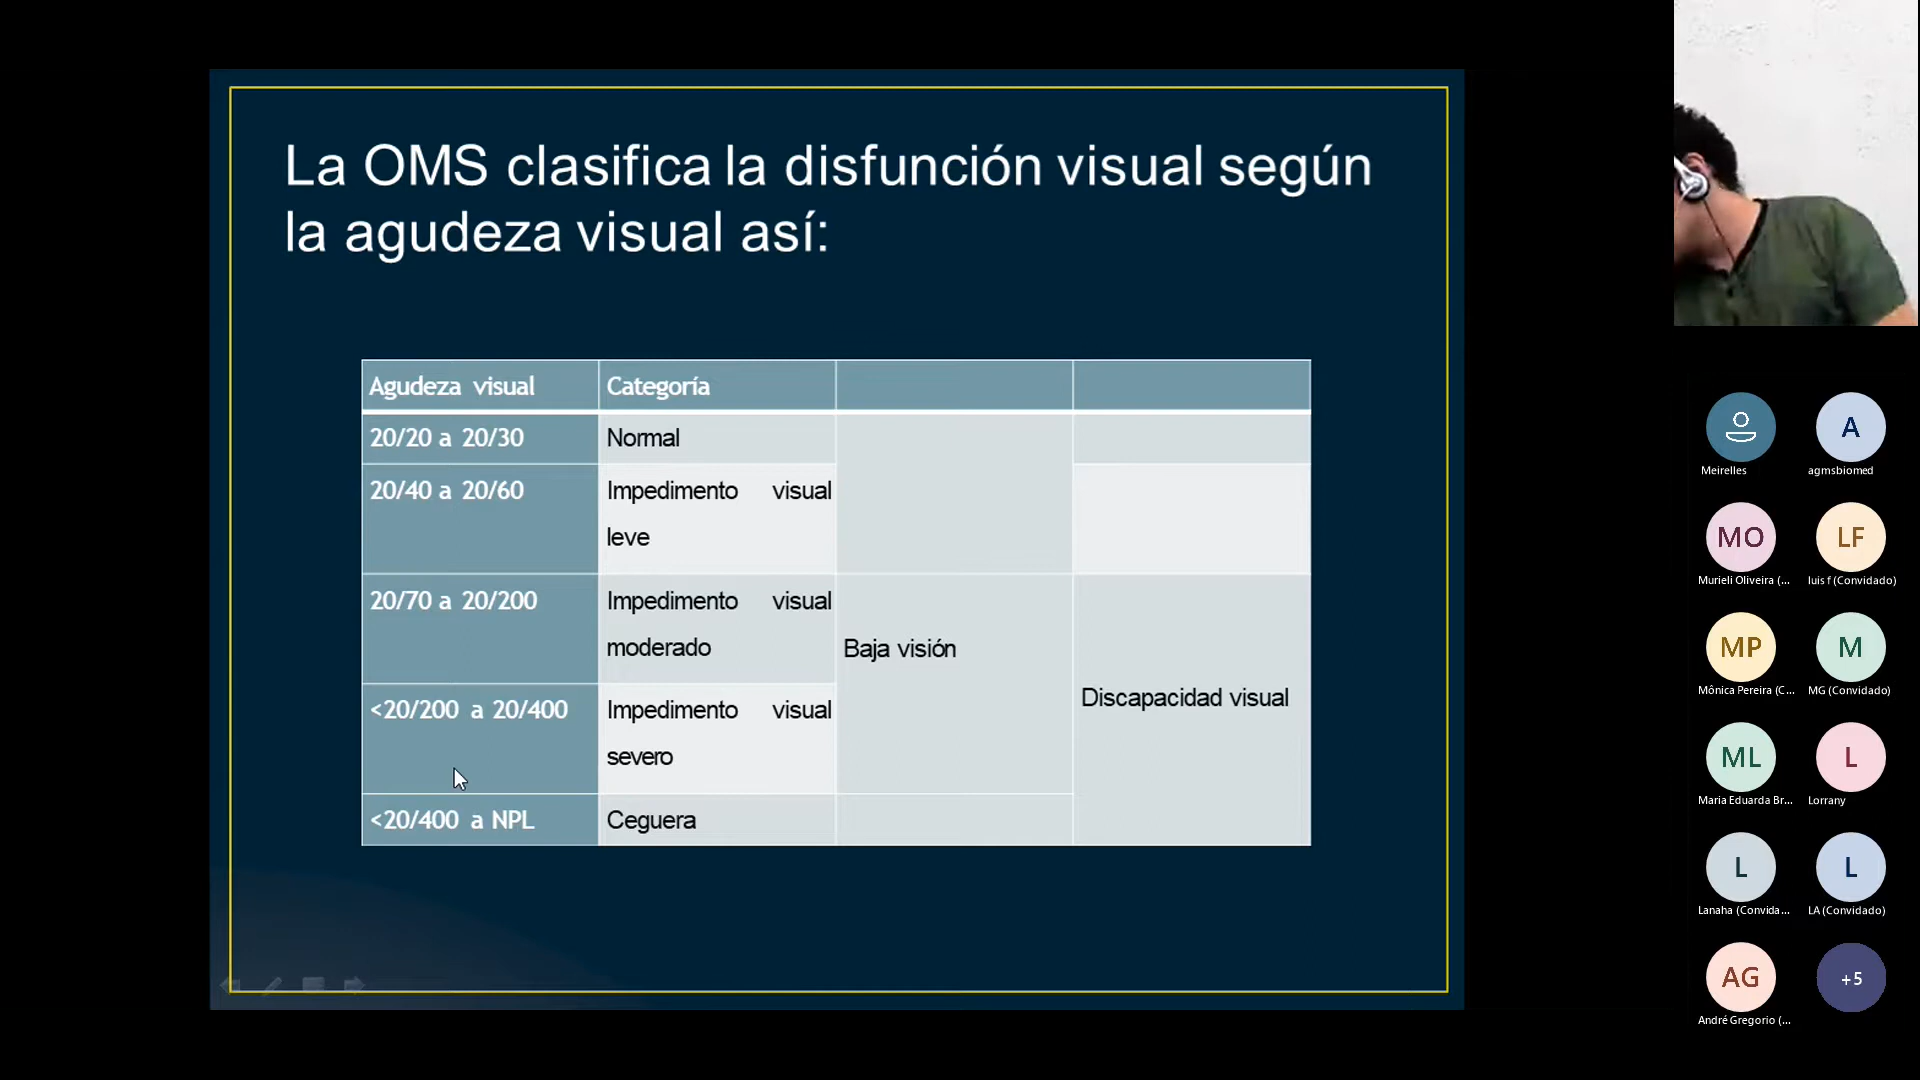 La OMS clasifica la disfunción visual según
la agudeza visual así:
Agudeza visual
Categoría
20/20 a 20/30
Normal
20/40 a 20/60
Impedimento visual
leve
20/70 a 20/200
Impedimento visual
moderado
Baja visión
Discapacidad visual
<20/200 a 20/400
Impedimento visual
severo
<20/400 a NPL
Ceguera
Meirelles
A
agmsbiomed
MO
Murieli Oliveira (...
LF
luis f (Convidado)
MP
Mônica Pereira (C...
M
MG (Convidado)
ML
Maria Eduarda Br...
L
Lorrany
L
Lanaha (Convida...
L
LA (Convidado)
AG
André Gregorio (...
+5